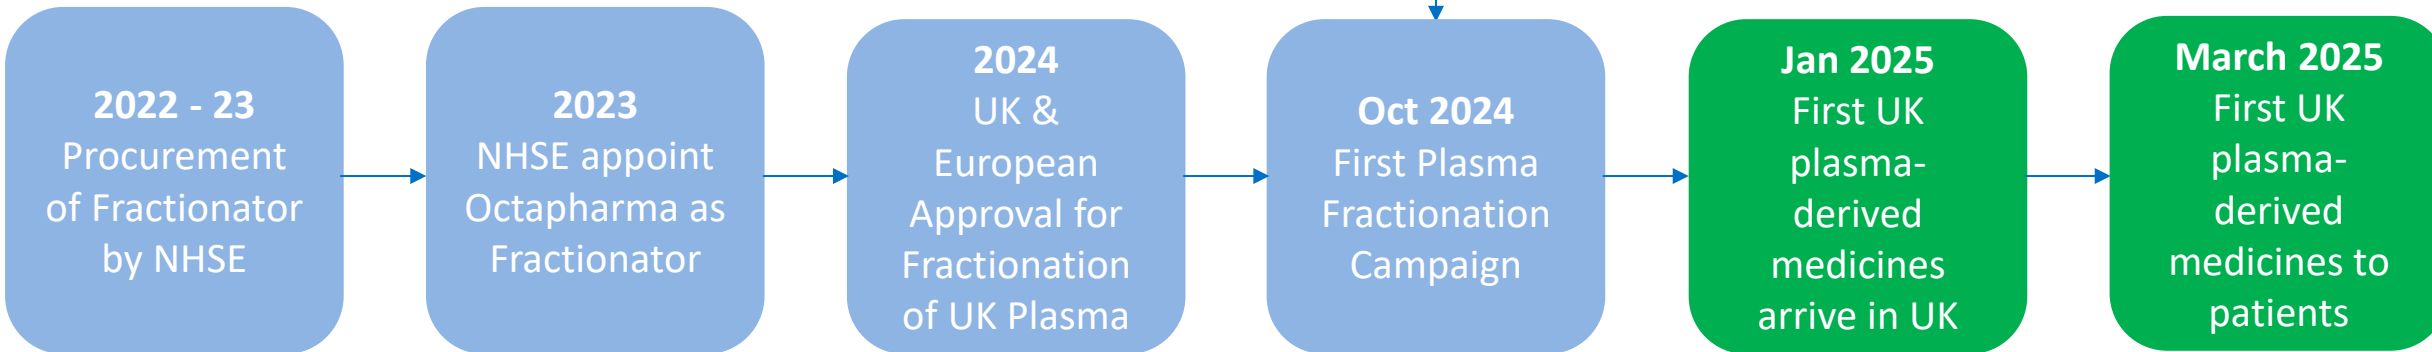 2022 - 23
Procurement
of Fractionator
by NHSE
2023
NHSE appoint
Octapharma as
Fractionator
2024
UK &
European
Approval for
Fractionation
of UK Plasma
Oct 2024
First Plasma
Fractionation
Campaign
Jan 2025
First UK
plasma-
derived
medicines
arrive in UK
March 2025
First UK
plasma-
derived
medicines to
patients